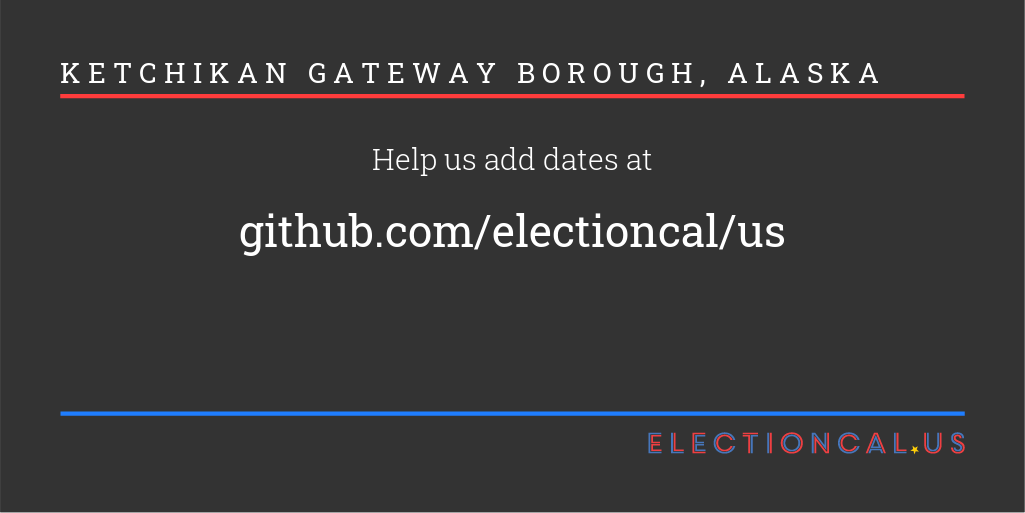 KETCHIKAN GATEWAY BOROUGH, ALASKA
Help us add dates at
github.com/electioncal/us
ELECTIONCAL.US